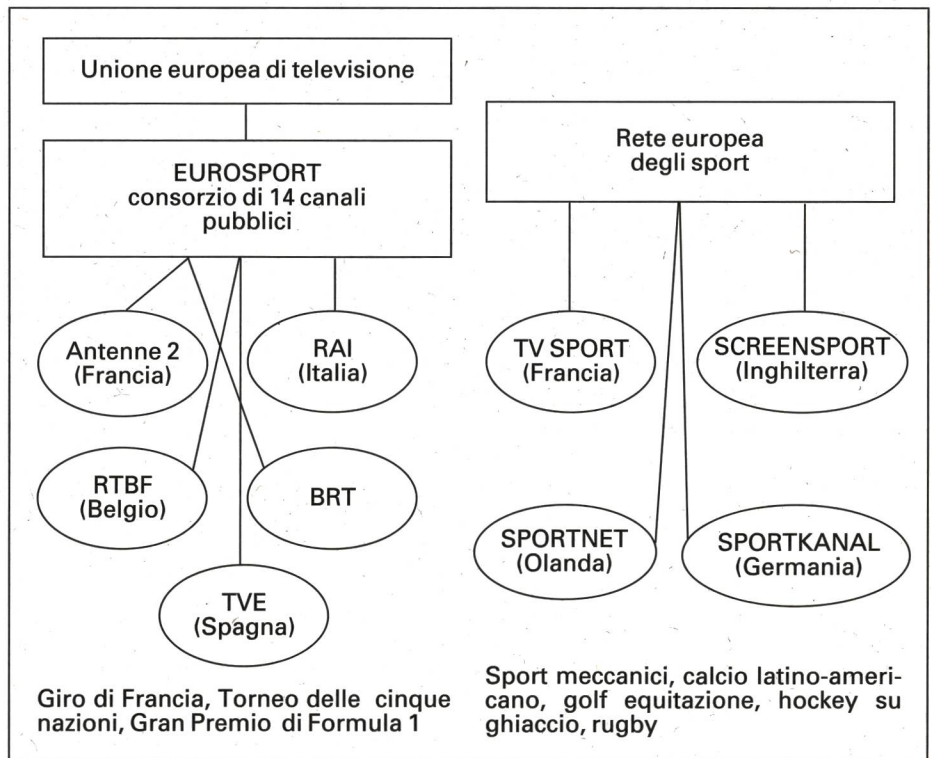 Unione europea di televisione
EUROSPORT
consorzio di 14 canali
pubblici
Antenne 2
(Francia)
RAI
(Italia)
RTBF
(Belgio)
BRT
TVE
(Spagna)
Giro di Francia, Torneo delle cinque
nazioni, Gran Premio di Formula 1
Rete europea
degli sport
TV SPORT
(Francia)
SCREENSPORT
(Inghilterra)
SPORTNET
(Olanda)
SPORTKANAL
(Germania)
Sport meccanici, calcio latino-ameri-
cano, golf equitazione, hockey su
ghiaccio, rugby